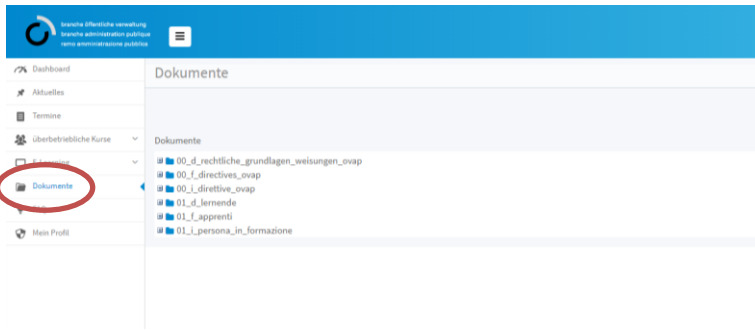 branche öffentliche verwaltung
branche administration publique
ramo amministrazione pubblica
Dashboard
Aktuelles
Termine
überbetriebliche Kurse
Dokumente
Mein Profil
Dokumente
Dokumente
00_d_rechtliche_grundlagen_weisungen_ovap
00_f_directives_ovap
00_i_direttive_ovap
01_d_lernende
01_f_apprenti
01_i_persona_in_formazione